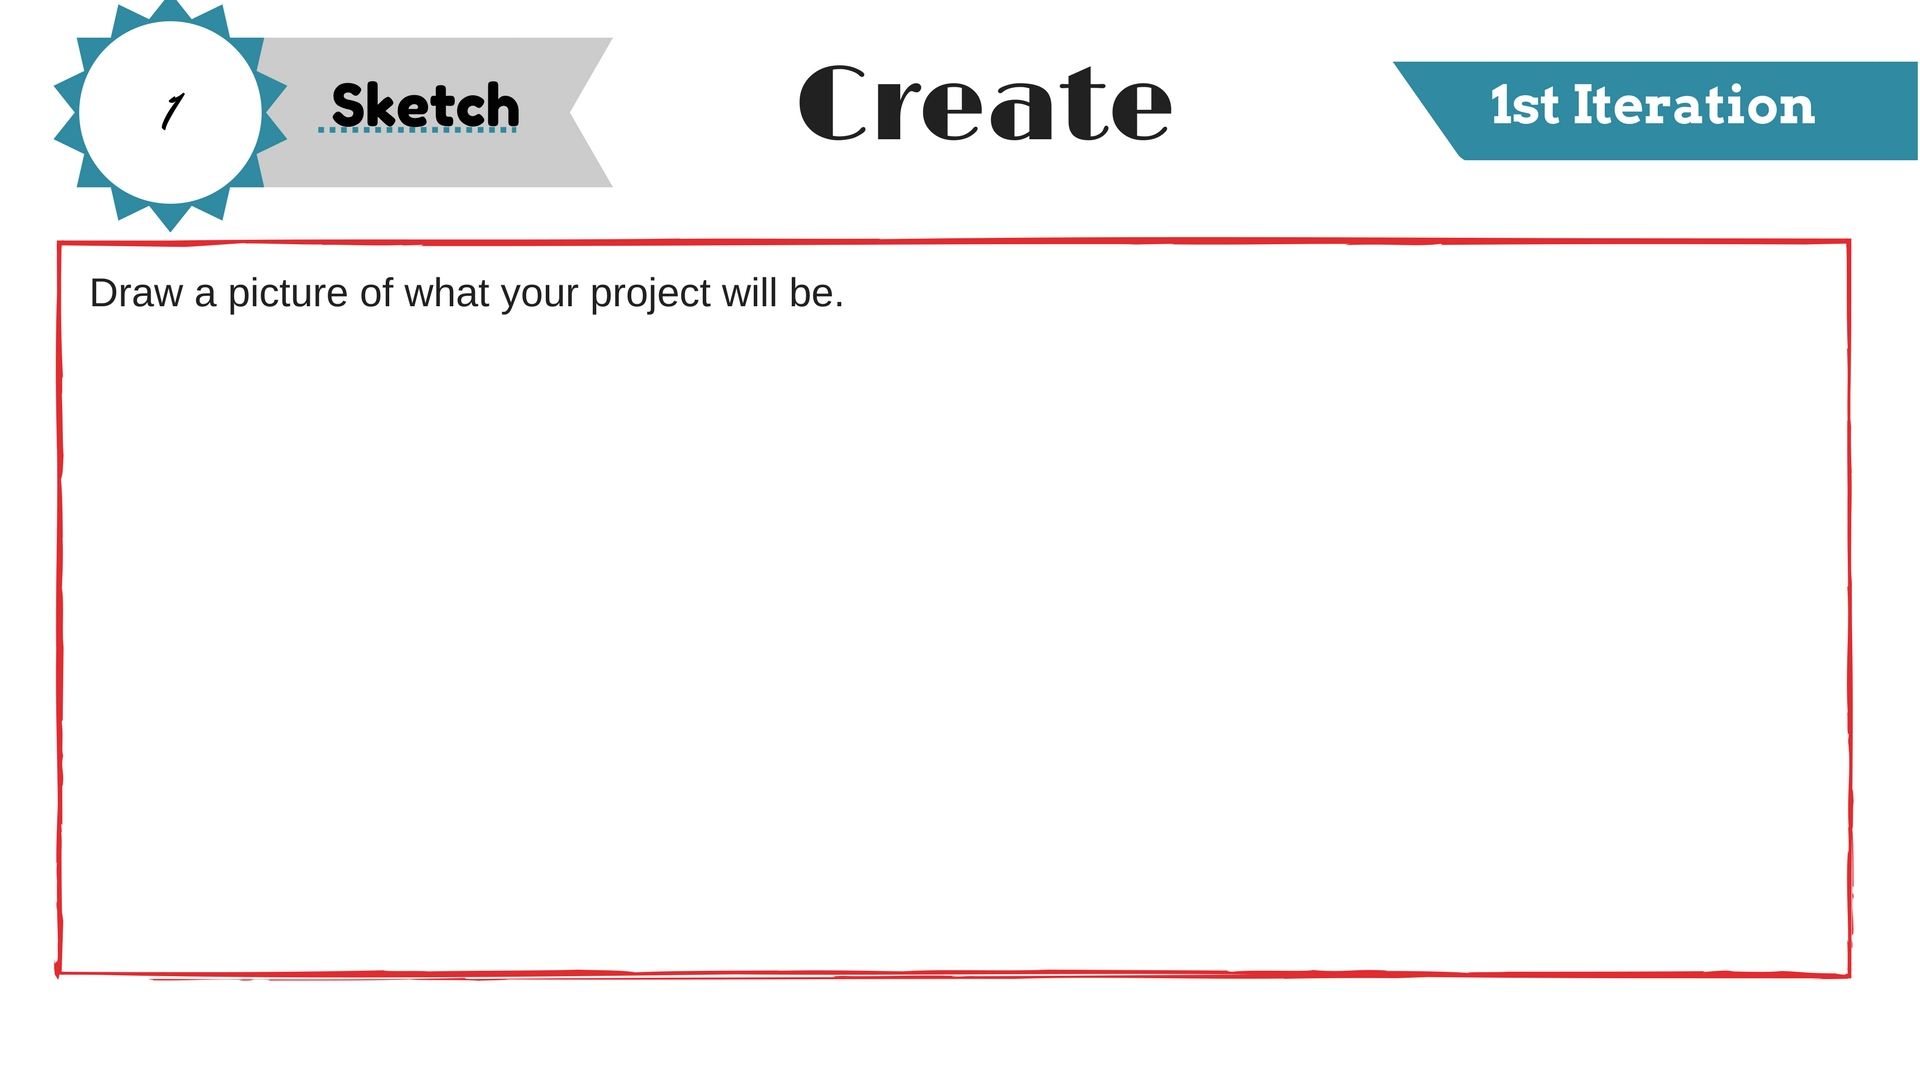 1
Sketch
Create
1st Iteration
Draw a picture of what your project will be.